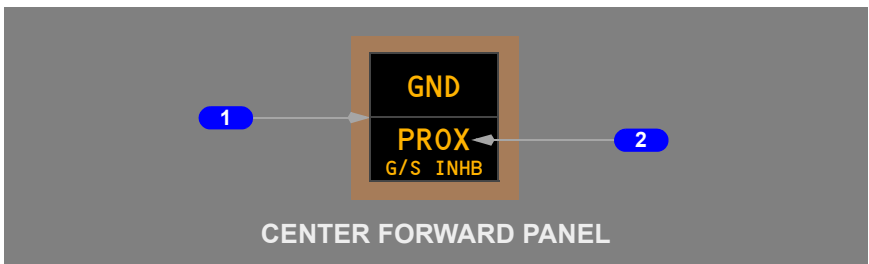 GND
1
PROX
2
G/S INHB
CENTER FORWARD PANEL